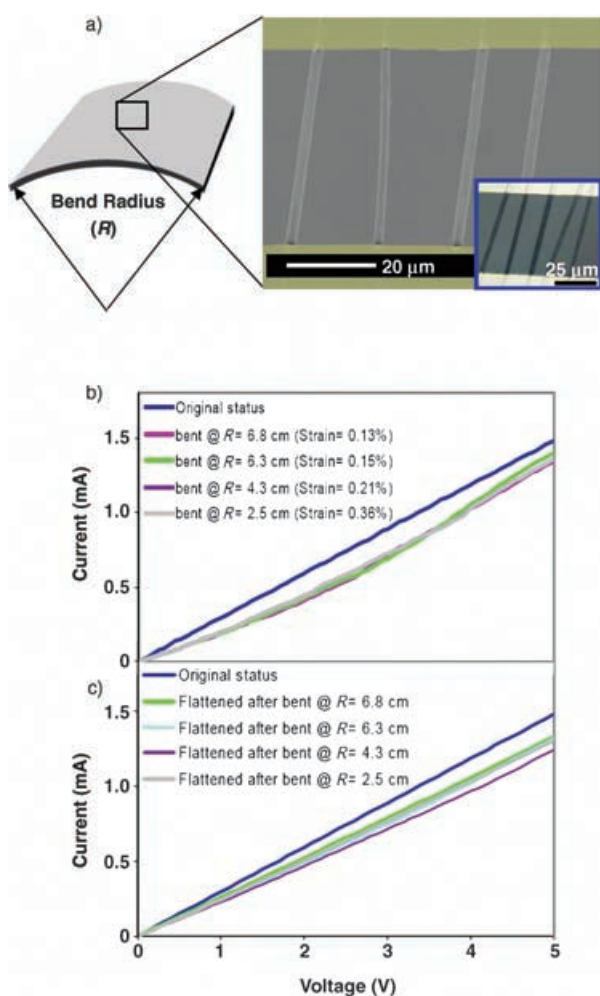 a)
Bend Radius
(R)
20 μm
25 μm
b)
Original status
bent @ R= 6.8 cm (Strain= 0.13%)
bent @ R= 6.3 cm (Strain= 0.15%)
bent @ R= 4.3 cm (Strain= 0.21%)
bent @ R= 2.5 cm (Strain= 0.36%)
1.5
1.0
0.5
0
Current (mA)
c)
Original status
Flattened after bent @ R= 6.8 cm
Flattened after bent @ R= 6.3 cm
Flattened after bent @ R= 4.3 cm
Flattened after bent @ R= 2.5 cm
1.5
1.0
0.5
0
Current (mA)
0 1 2 3 4 5
Voltage (V)